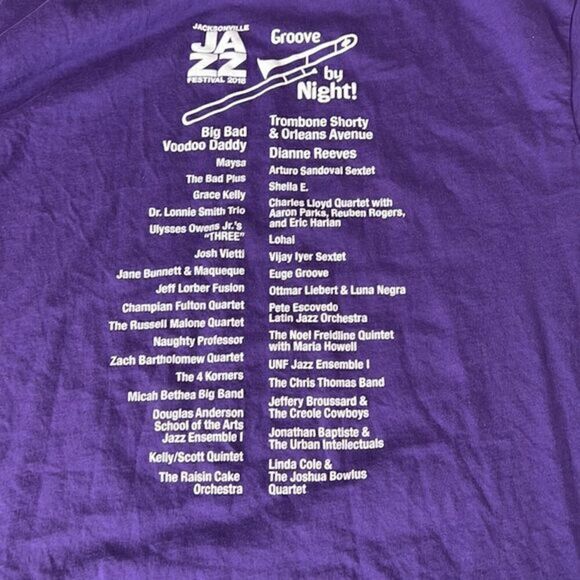 JACKSONVILLE
JA
ZZ
FESTIVAL 2018
Groove
by
Night!
Big Bad
Voodoo Daddy
Maysa
The Bad Plus
Grace Kelly
Dr. Lonnie Smith Trio
Ulysses Owens Jr.'s
"THREE"
Josh Vietti
Jane Bunnett & Maqueque
Jeff Lorber Fusion
Champian Fulton Quartet
The Russell Malone Quartet
Naughty Professor
Zach Bartholomew Quartet
The 4 Korners
Micah Bethea Big Band
Douglas Anderson
School of the Arts
Jazz Ensemble I
Kelly/Scott Quintet
The Raisin Cake
Orchestra
Trombone Shorty
& Orleans Avenue
Dianne Reeves
Arturo Sandoval Sextet
Sheila E.
Charles Lloyd Quartet with
Aaron Parks, Reuben Rogers,
and Eric Harlan
Lohai
Vijay Iyer Sextet
Euge Groove
Ottmar Liebert & Luna Negra
Pete Escovedo
Latin Jazz Orchestra
The Noel Freidline Quintet
with Maria Howell
UNF Jazz Ensemble I
The Chris Thomas Band
Jeffery Broussard &
The Creole Cowboys
Jonathan Baptiste &
The Urban Intellectuals
Linda Cole &
The Joshua Bowlus
Quartet